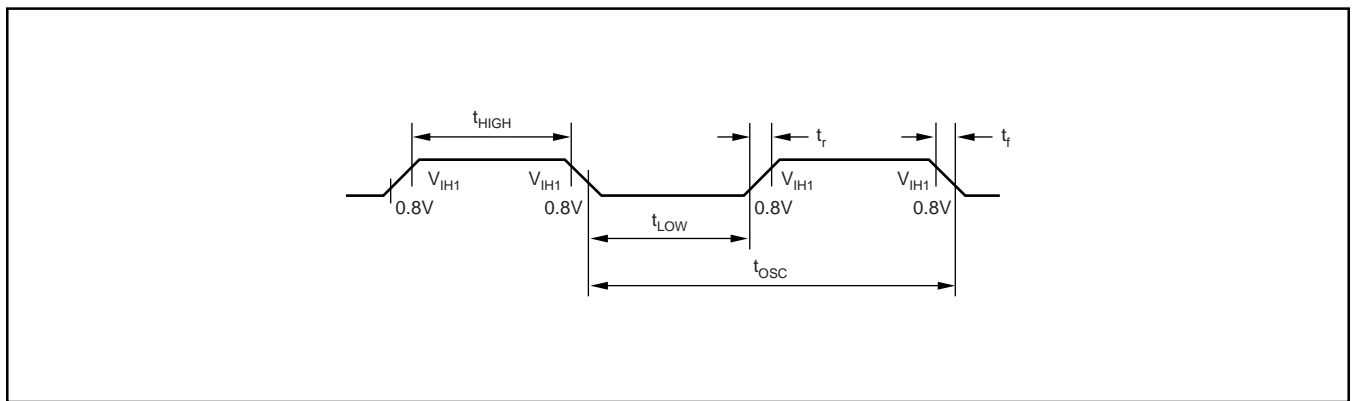 tHIGH
tr
tf
VIH1 VIH1 VIH1 VIH1
0.8V 0.8V 0.8V 0.8V
tLOW
tOSC